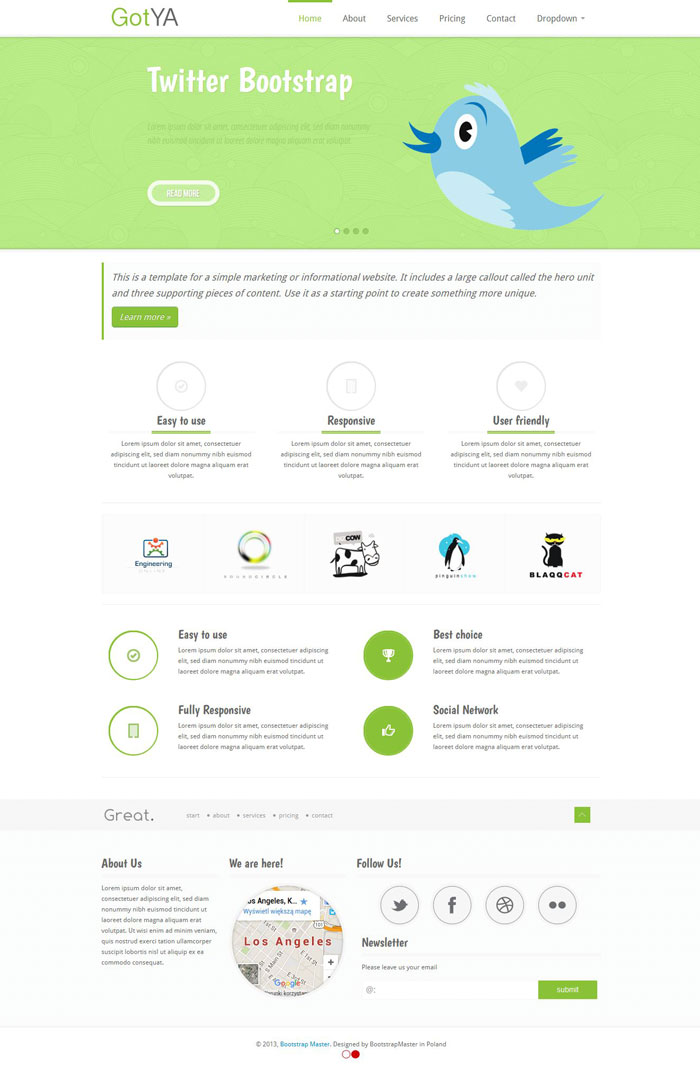 GotYA
Home About Services Pricing Contact Dropdown
Twitter Bootstrap
Lorem ipsum dolor sit amet, consectetuer adipiscing elit, sed diam nonummy
nibh euismod tincidunt ut laoreet dolore magna aliquam erat volutpat
READ MORE
This is a template for a simple marketing or informational website. It includes a large callout called the hero unit
and three supporting pieces of content. Use it as a starting point to create something more unique.
Learn more »
Easy to use
Lorem ipsum dolor sit amet, consectetuer
adipiscing elit, sed diam nonummy nibh euismod
tincidunt ut laoreet dolore magna aliquam erat
volutpat.
Responsive
Lorem ipsum dolor sit amet, consectetuer
adipiscing elit, sed diam nonummy nibh euismod
tincidunt ut laoreet dolore magna aliquam erat
volutpat.
User friendly
Lorem ipsum dolor sit amet, consectetuer
adipiscing elit, sed diam nonummy nibh euismod
tincidunt ut laoreet dolore magna aliquam erat
volutpat.
Engineering
ONLINE
ROUNDCIRCLE
COW
pinguinshow
BLAQQCAT
Easy to use
Lorem ipsum dolor sit amet, consectetuer adipiscing
elit, sed diam nonummy nibh euismod tincidunt ut
laoreet dolore magna aliquam erat volutpat.
Best choice
Lorem ipsum dolor sit amet, consectetuer adipiscing
elit, sed diam nonummy nibh euismod tincidunt ut
laoreet dolore magna aliquam erat volutpat.
Fully Responsive
Lorem ipsum dolor sit amet, consectetuer adipiscing
elit, sed diam nonummy nibh euismod tincidunt ut
laoreet dolore magna aliquam erat volutpat.
Social Network
Lorem ipsum dolor sit amet, consectetuer adipiscing
elit, sed diam nonummy nibh euismod tincidunt ut
laoreet dolore magna aliquam erat volutpat.
Great.
start • about • services • pricing • contact
About Us
Lorem ipsum dolor sit amet,
consectetuer adipiscing elit, sed diam
nonummy nibh euismod tincidunt ut
laoreet dolore magna aliquam erat
volutpat. Ut wisi enim ad minim veniam,
quis nostrud exerci tation ullamcorper
suscipit lobortis nisl ut aliquip ex ea
commodo consequat.
We are here!
os Angeles, K...
Wyświetl większą mapę
101
Los Angeles
S Main St
E 3rd St
Google
Follow Us!
Newsletter
Please leave us your email
@:
submit
© 2013, Bootstrap Master. Designed by BootstrapMaster in Poland